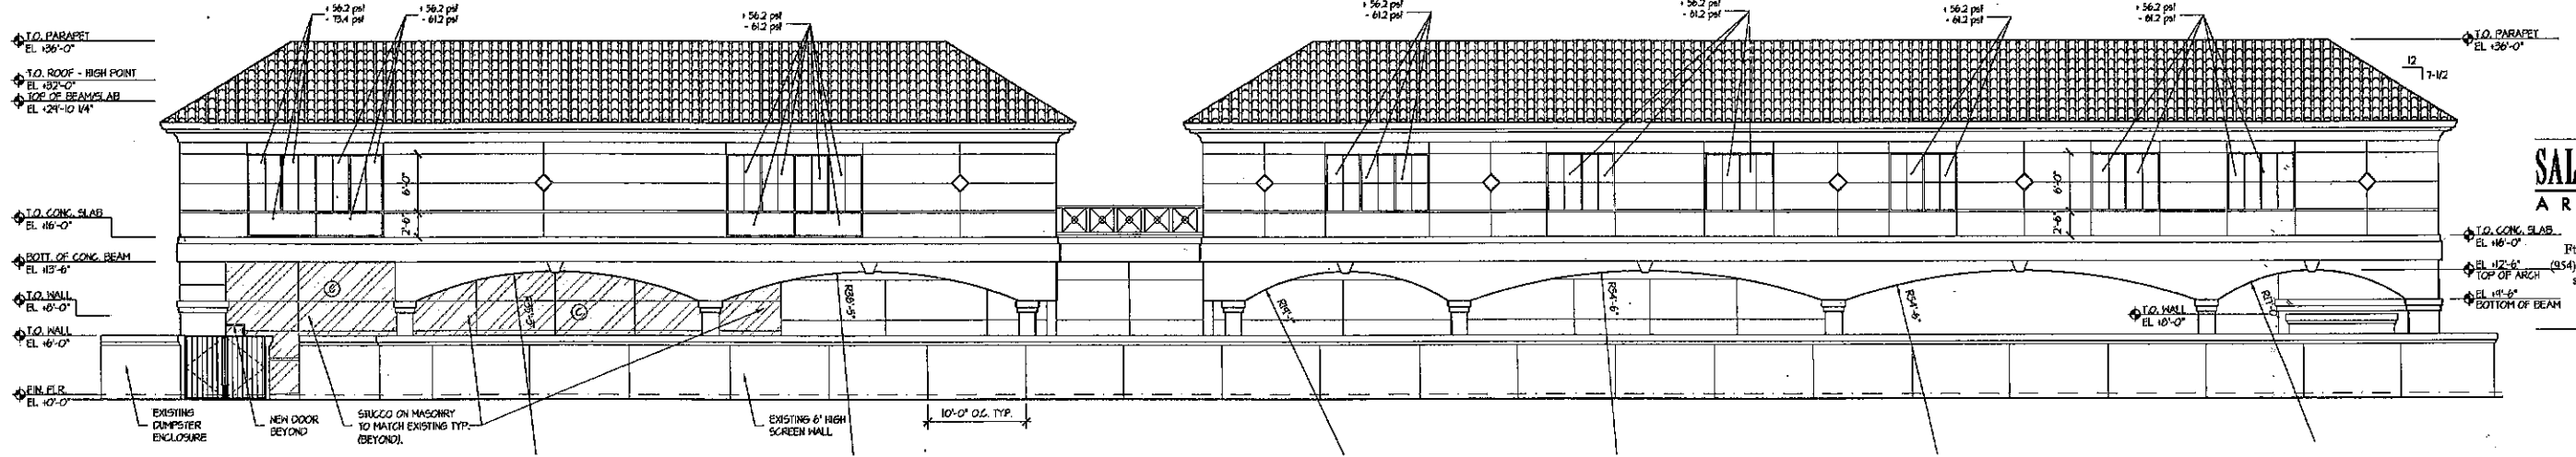 + 56.2 psf
- 73.4 psf
+ 56.2 psf
- 61.2 psf
+ 56.2 psf
- 61.2 psf
+ 56.2 psf
- 61.2 psf
+ 56.2 psf
- 61.2 psf
+ 56.2 psf
- 61.2 psf
+ 56.2 psf
- 61.2 psf
T.O. PARAPET
EL +36'-0"
T.O. ROOF - HIGH POINT
EL +32'-0"
TOP OF BEAM/SLAB
EL +24'-10 1/4"
T.O. CONC. SLAB
EL +16'-0"
BOTT. OF CONC. BEAM
EL +13'-6"
T.O. WALL
EL +8'-0"
T.O. WALL
EL +6'-0"
FIN. FLR.
EL +0'-0"
6'-0"
2'-6"
C
R36'-5"
EXISTING
DUMPSTER
ENCLOSURE
NEW DOOR
BEYOND
STUCCO ON MASONRY
TO MATCH EXISTING TYP.
(BEYOND).
EXISTING 6' HIGH
SCREEN WALL
10'-0" O.C. TYP.
R54'-6"
R54'-6"
6'-0"
2'-6"
T.O. WALL
EL +8'-0"
T.O. PARAPET
EL +36'-0"
12
7-1/2
SAL
AR
T.O. CONC. SLAB
EL +16'-0"
EL +12'-6"
TOP OF ARCH
(954)
EL +9'-6"
BOTTOM OF BEAM